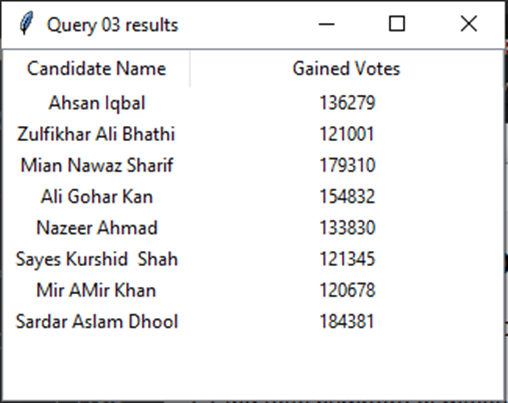 Query 03 results
Candidate Name Gained Votes
Ahsan Iqbal 136279
Zulfikhar Ali Bhathi 121001
Mian Nawaz Sharif 179310
Ali Gohar Kan 154832
Nazeer Ahmad 133830
Sayes Kurshid  Shah 121345
Mir AMir Khan 120678
Sardar Aslam Dhool 184381